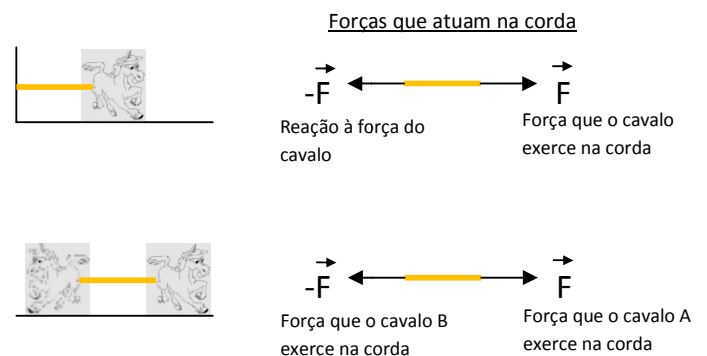 Forças que atuam na corda
-F F
Reação à força do
cavalo
Força que o cavalo
exerce na corda
-F F
Força que o cavalo B
exerce na corda
Força que o cavalo A
exerce na corda